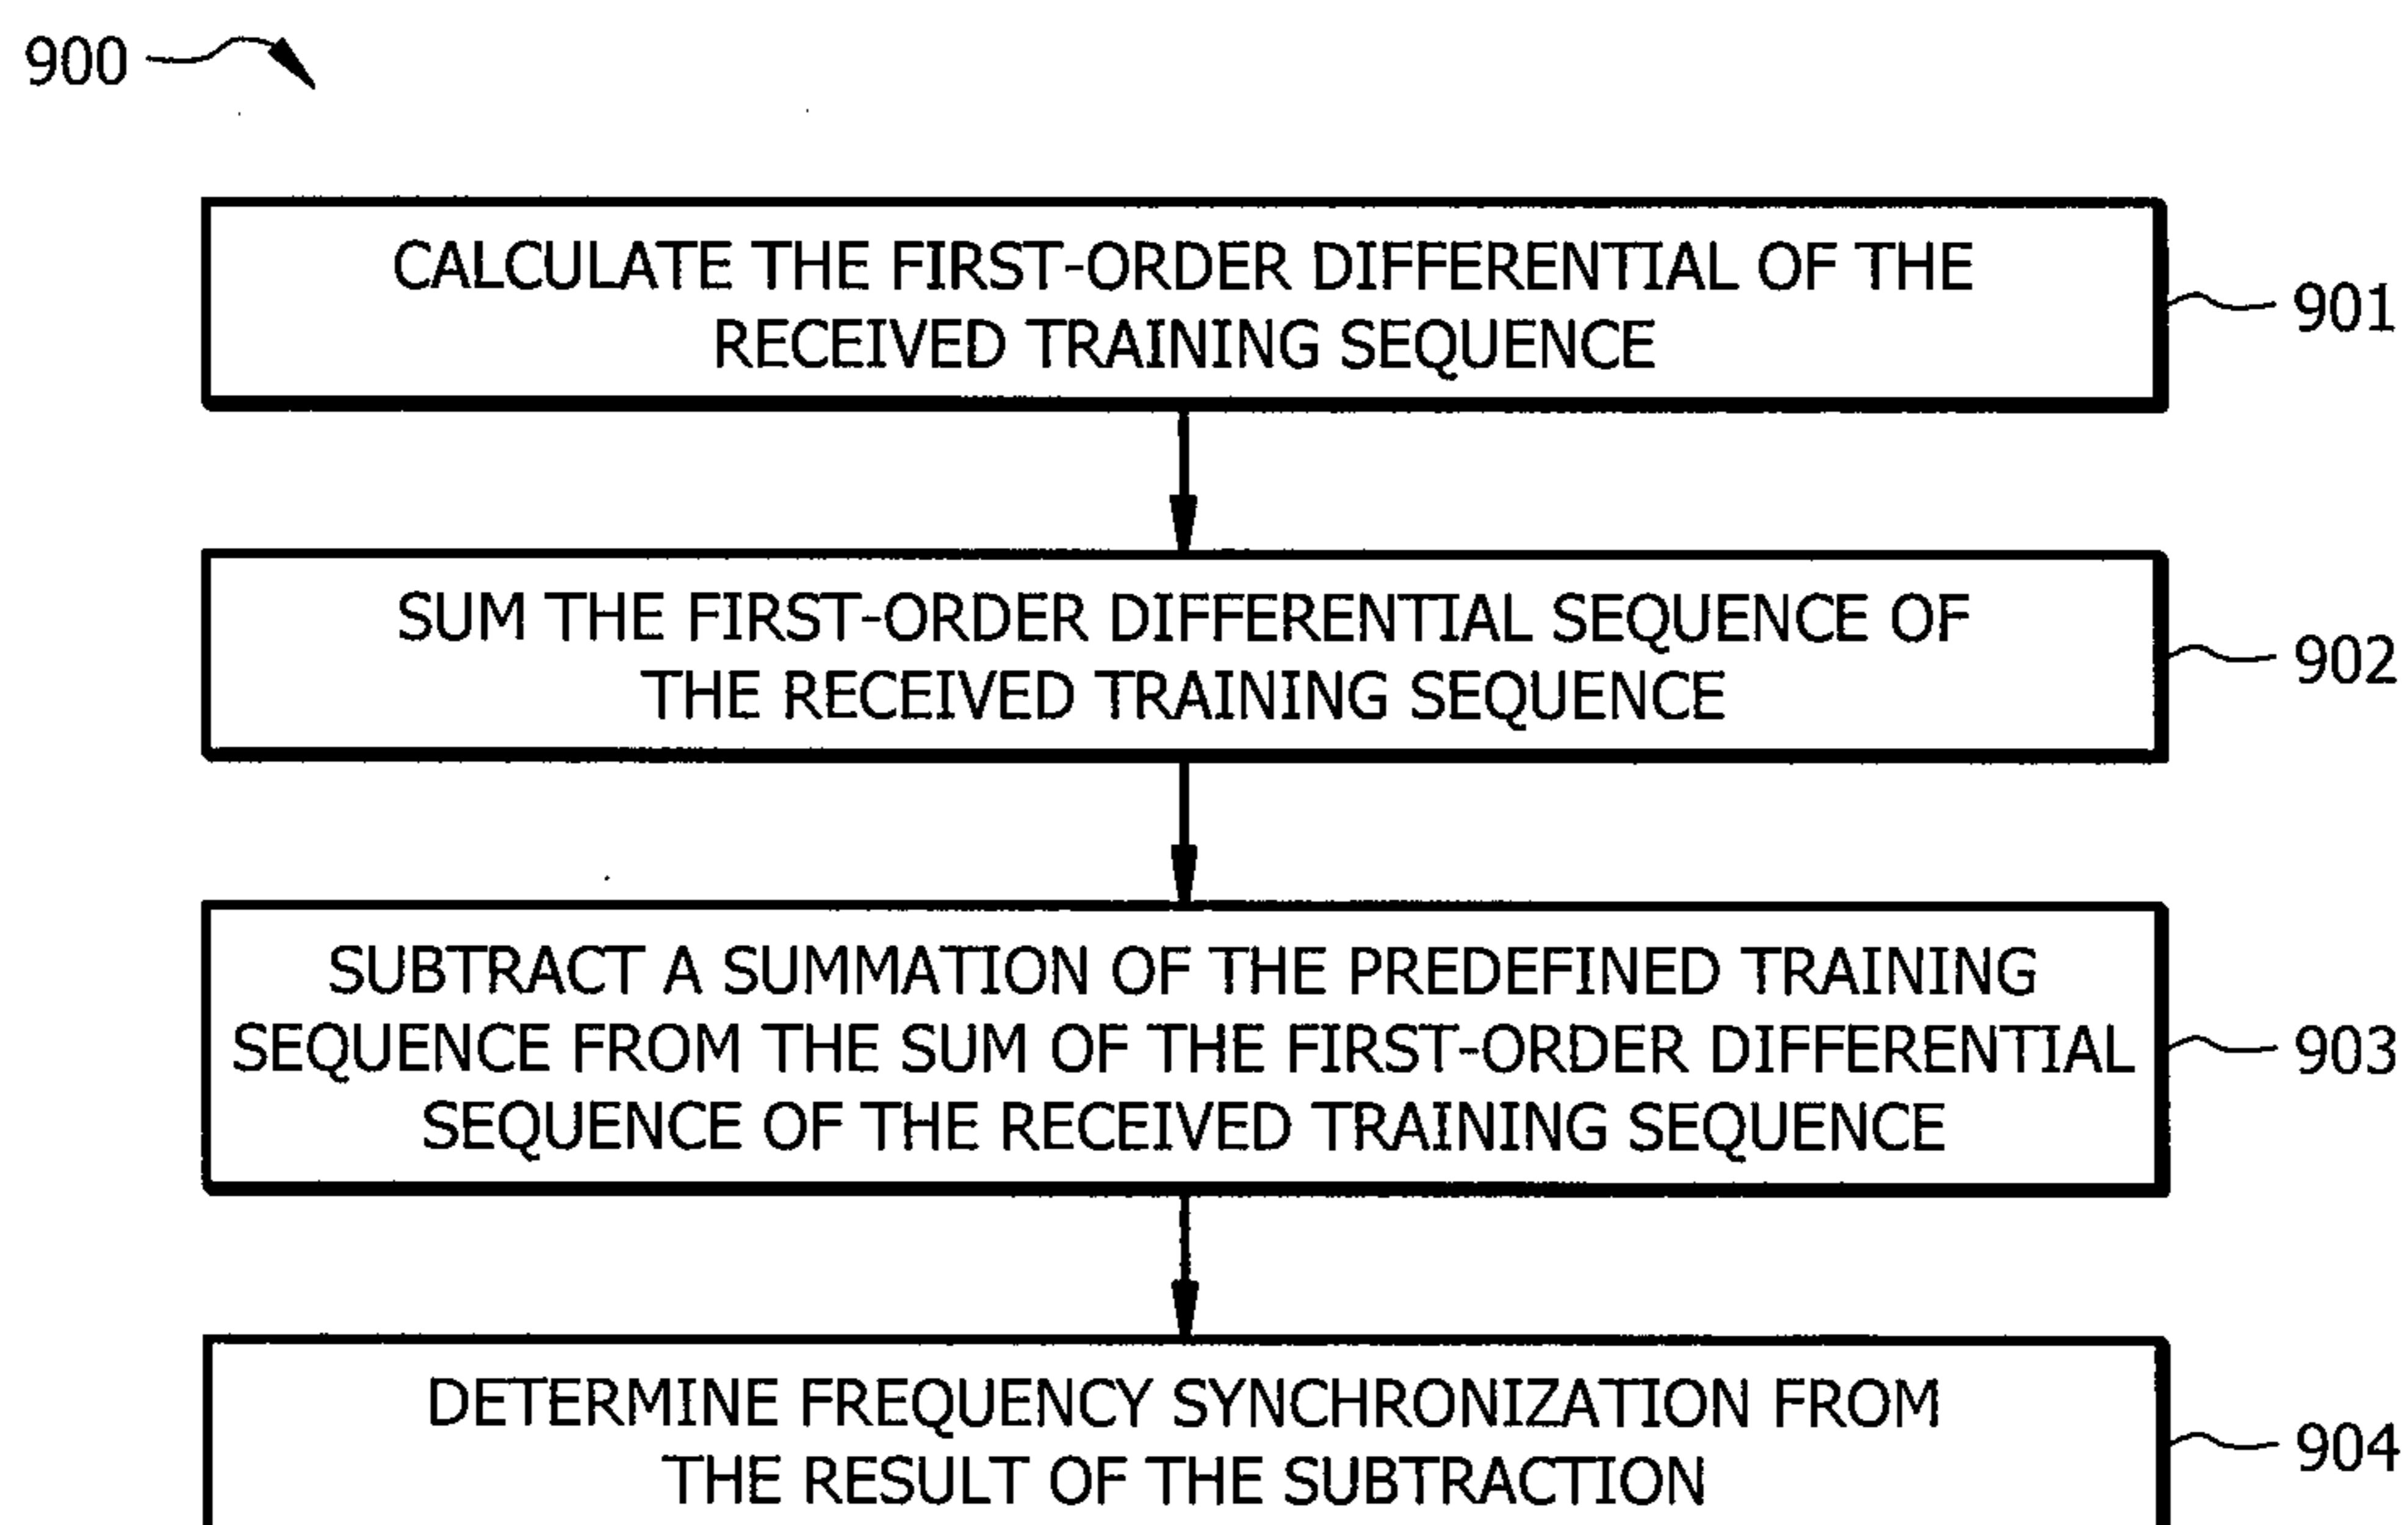 900
CALCULATE THE FIRST-ORDER DIFFERENTIAL OF THE
RECEIVED TRAINING SEQUENCE
901
SUM THE FIRST-ORDER DIFFERENTIAL SEQUENCE OF
THE RECEIVED TRAINING SEQUENCE
902
SUBTRACT A SUMMATION OF THE PREDEFINED TRAINING
SEQUENCE FROM THE SUM OF THE FIRST-ORDER DIFFERENTIAL
SEQUENCE OF THE RECEIVED TRAINING SEQUENCE
903
DETERMINE FREQUENCY SYNCHRONIZATION FROM
THE RESULT OF THE SUBTRACTION
904